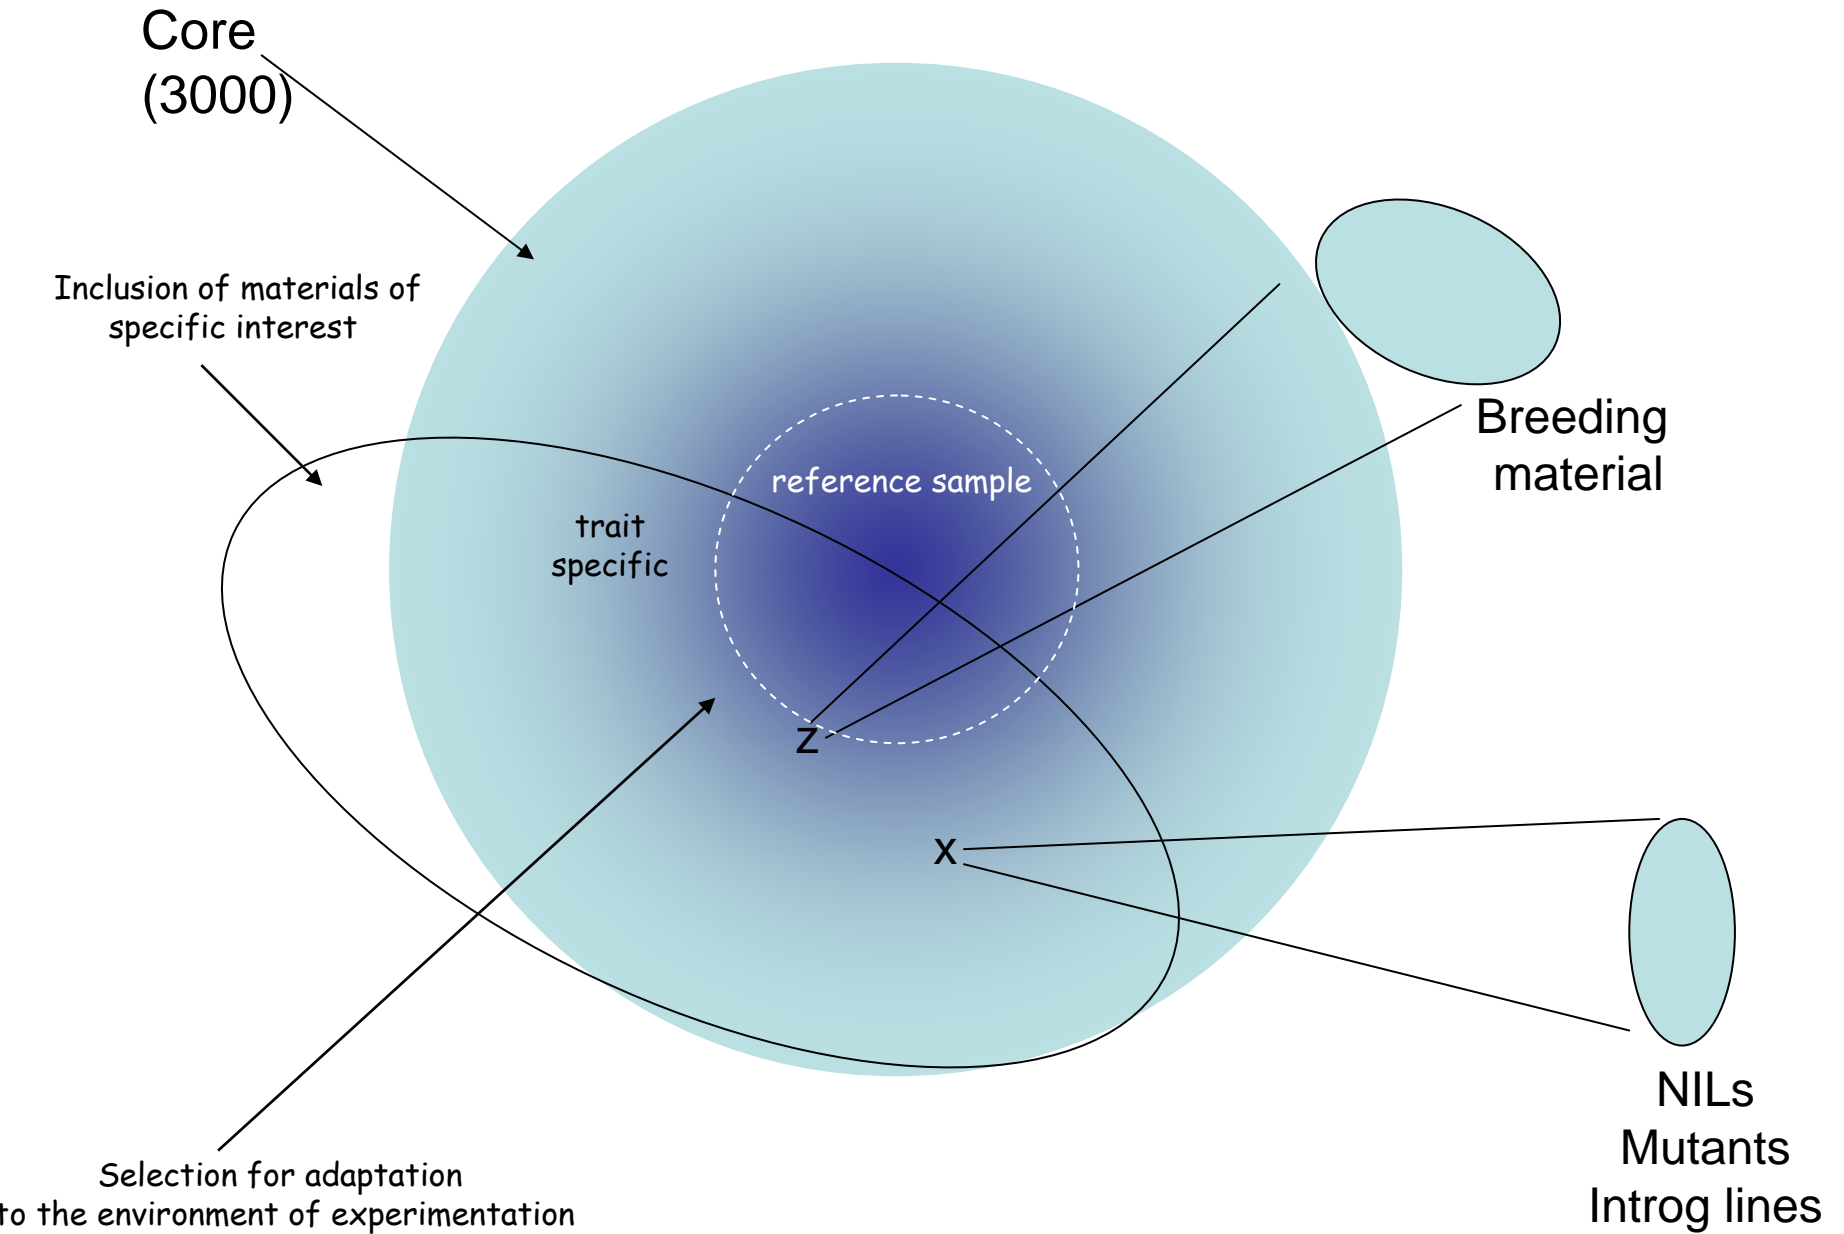 Core
(3000)
Inclusion of materials of
specific interest
reference sample
trait
specific
Breeding
material
z
x
NILs
Mutants
Introg lines
Selection for adaptation
to the environment of experimentation